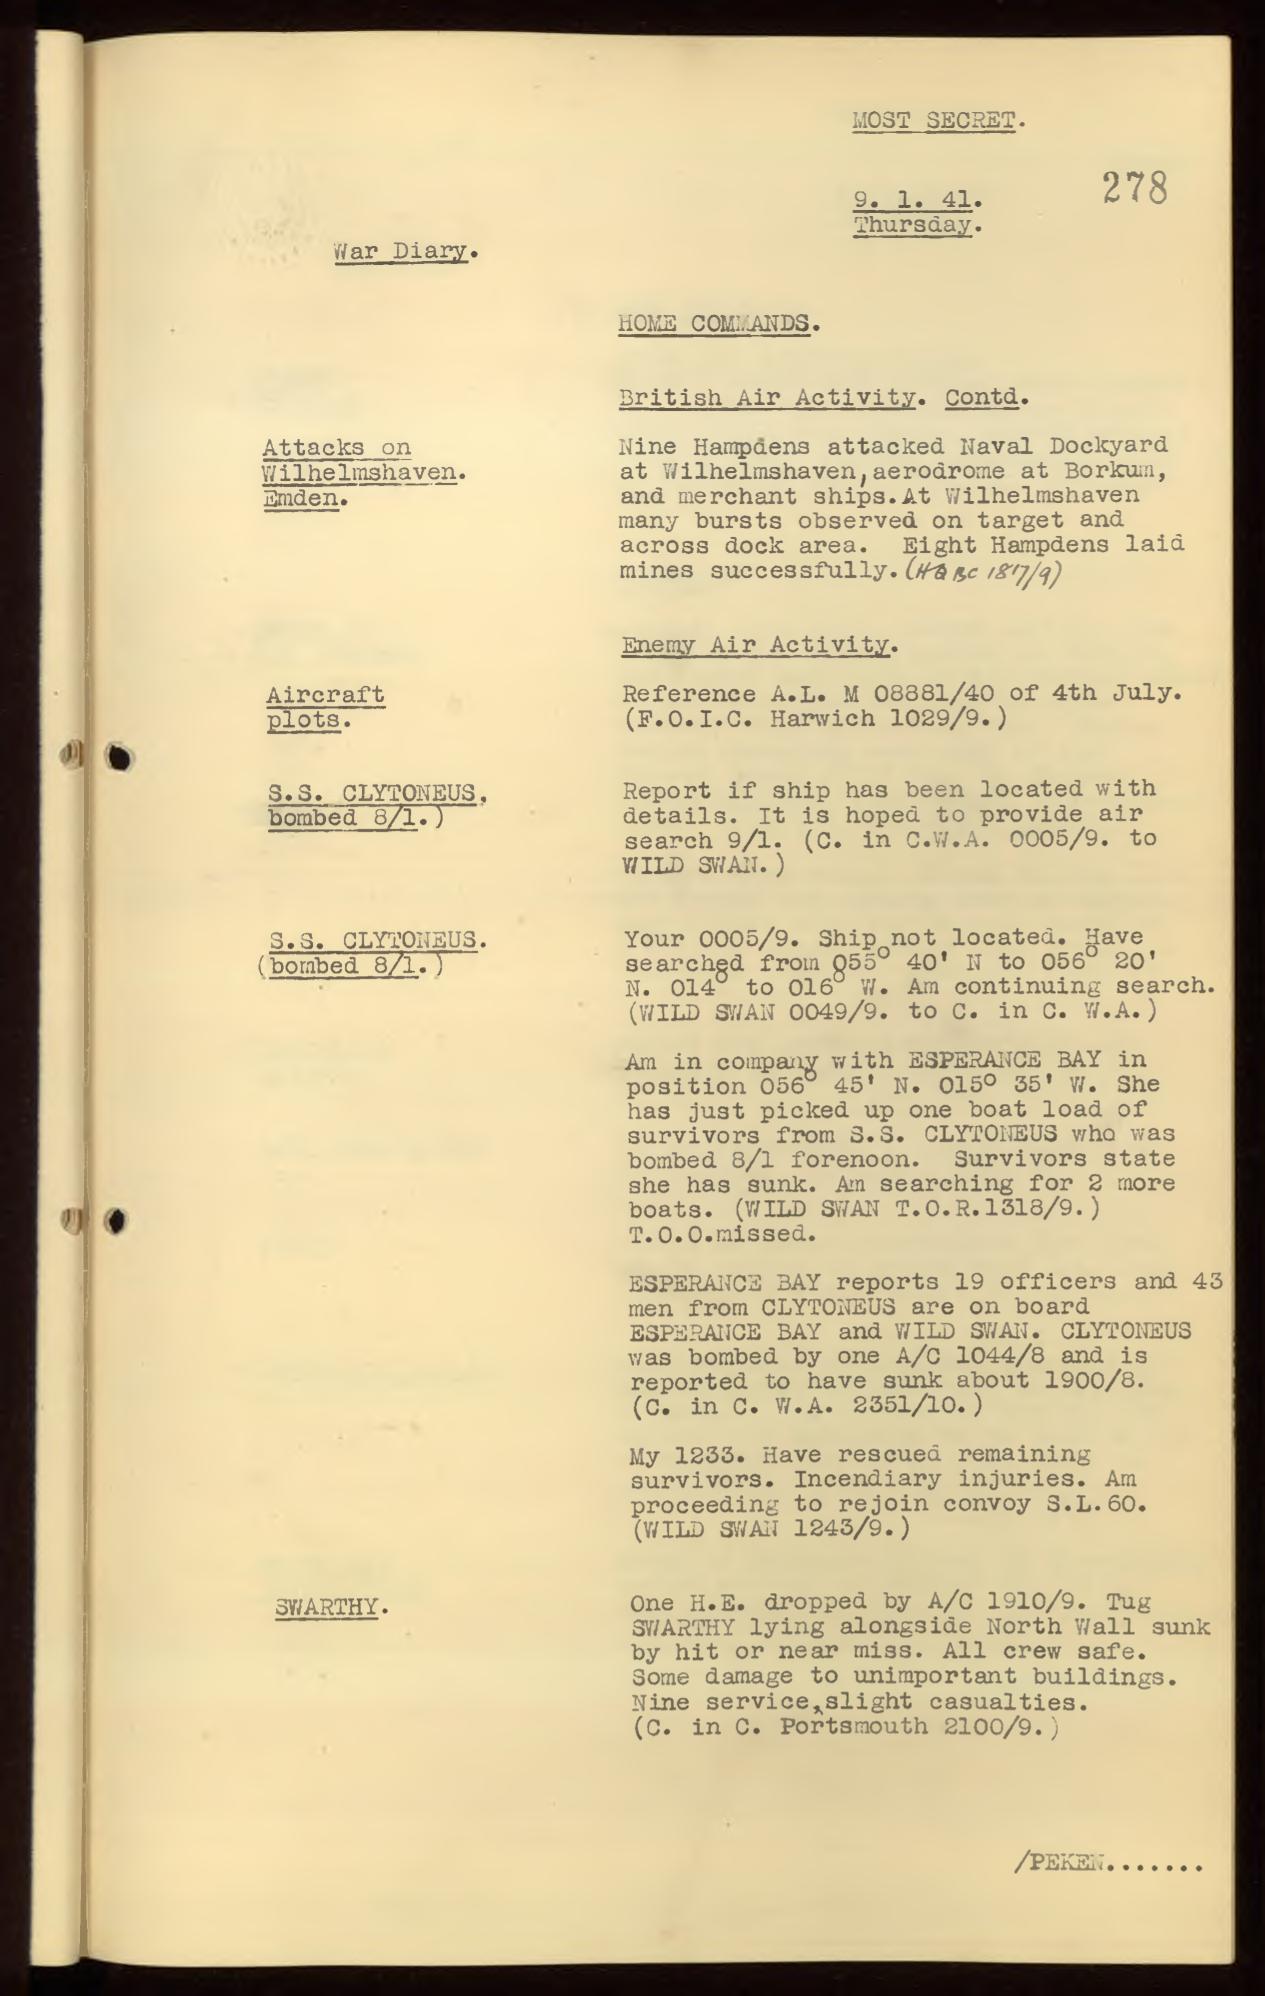 MOST SECRET.
278
9. 1. 41.
Thursday.
War Diary.
HOME COMMANDS.
British Air Activity. Contd.
Attacks on
Wilhelmshaven.
Emden.
Nine Hampdens attacked Naval Dockyard
at Wilhelmshaven, aerodrome at Borkum,
and merchant ships. At Wilhelmshaven
many bursts observed on target and
across dock area. Eight Hampdens laid
mines successfully. (HQ BC 1817/9)
Enemy Air Activity.
Aircraft
plots.
Reference A.L. M 08881/40 of 4th July.
(F.O.I.C. Harwich 1029/9.)
S.S. CLYTONEUS.
bombed 8/1.)
Report if ship has been located with
details. It is hoped to provide air
search 9/1. (C. in C.W.A. 0005/9. to
WILD SWAN.)
S.S. CLYTONEUS.
(bombed 8/1.)
Your 0005/9. Ship not located. Have
searched from 055° 40' N to 056° 20'
N. 014° to 016° W. Am continuing search.
(WILD SWAN 0049/9. to C. in C. W.A.)
Am in company with ESPERANCE BAY in
position 056° 45' N. 015° 35' W. She
has just picked up one boat load of
survivors from S.S. CLYTONEUS who was
bombed 8/1 forenoon. Survivors state
she has sunk. Am searching for 2 more
boats. (WILD SWAN T.O.R.1318/9.)
T.O.O.missed.
ESPERANCE BAY reports 19 officers and 43
men from CLYTONEUS are on board
ESPERANCE BAY and WILD SWAN. CLYTONEUS
was bombed by one A/C 1044/8 and is
reported to have sunk about 1900/8.
(C. in C. W.A. 2351/10.)
My 1233. Have rescued remaining
survivors. Incendiary injuries. Am
proceeding to rejoin convoy S.L.60.
(WILD SWAN 1243/9.)
SWARTHY.
One H.E. dropped by A/C 1910/9. Tug
SWARTHY lying alongside North Wall sunk
by hit or near miss. All crew safe.
Some damage to unimportant buildings.
Nine service, slight casualties.
(C. in C. Portsmouth 2100/9.)
/PEKEN.......